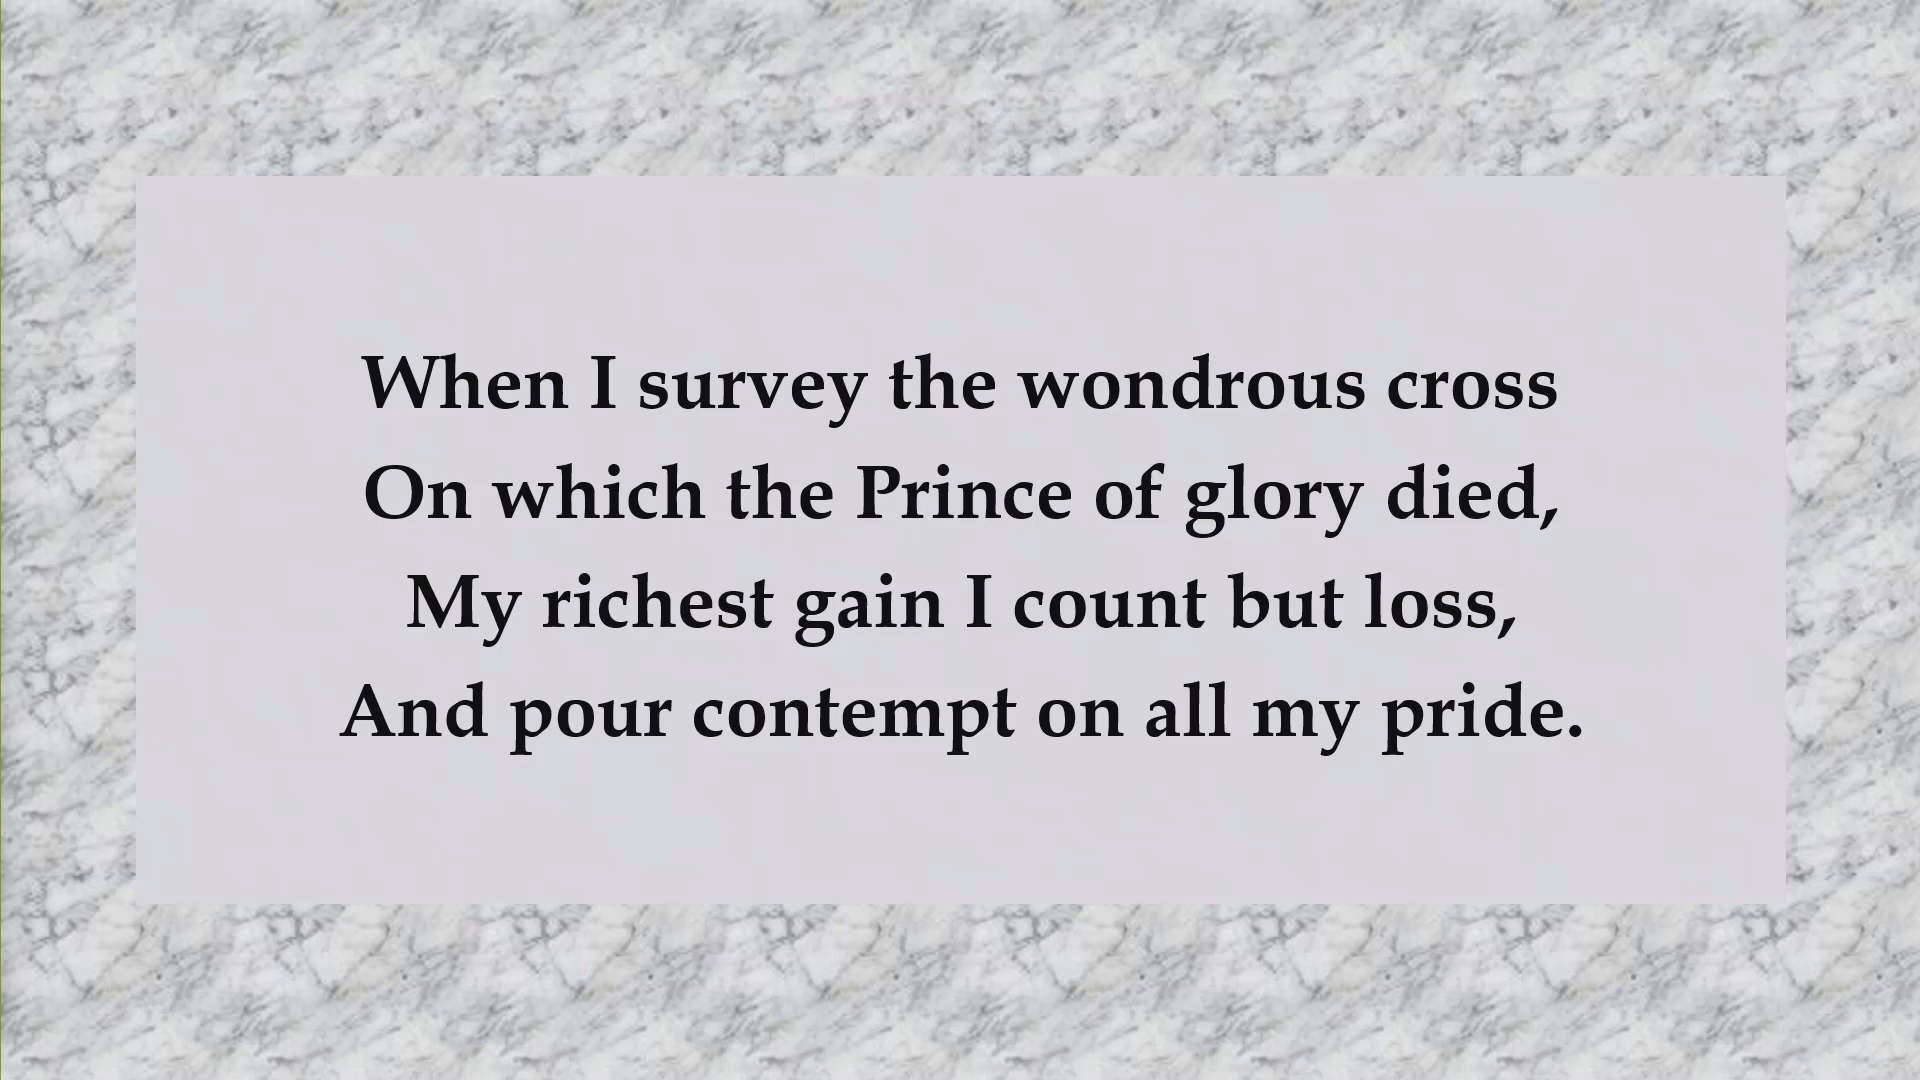 When I survey the wondrous cross
On which the Prince of glory died,
My richest gain I count but loss,
And pour contempt on all my pride.